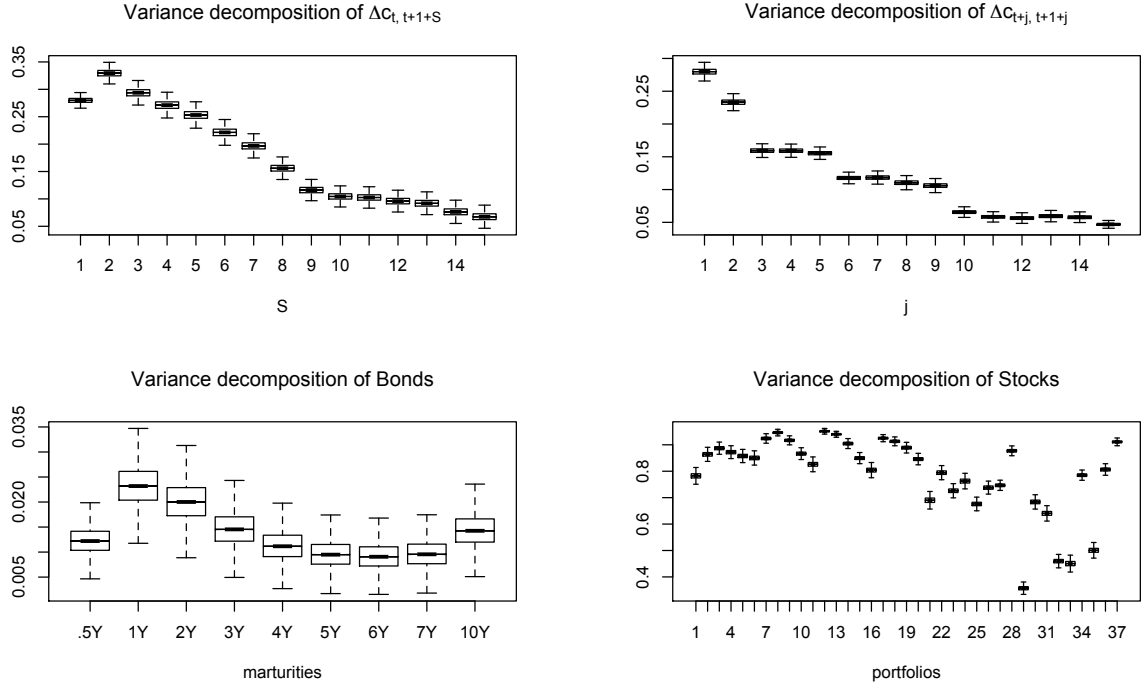 Variance decomposition of Δc t, t+1+S
0.05 0.15 0.25 0.35
1 2 3 4 5 6 7 8 9 10 12 14
S
Variance decomposition of Δc t+j, t+1+j
0.05 0.15 0.25
1 2 3 4 5 6 7 8 9 10 12 14
j
Variance decomposition of Bonds
0.005 0.020 0.035
.5Y 1Y 2Y 3Y 4Y 5Y 6Y 7Y 10Y
marturities
Variance decomposition of Stocks
0.4 0.6 0.8
1 4 7 10 13 16 19 22 25 28 31 34 37
portfolios